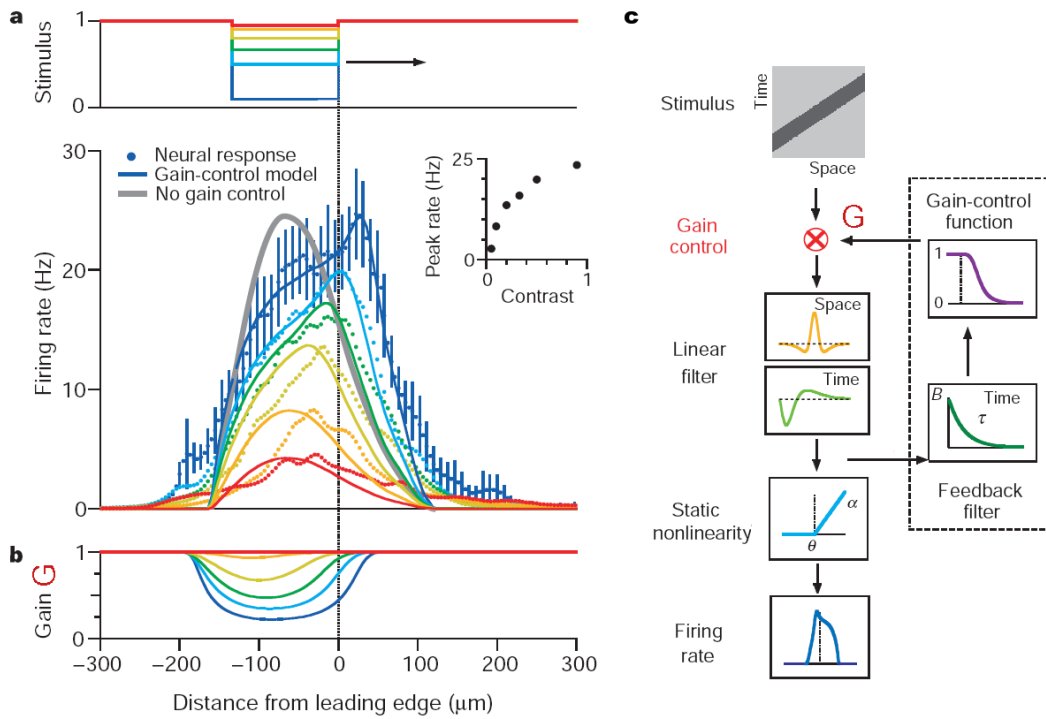 a
Stimulus
1
0
Neural response
Gain-control model
No gain control
Firing rate (Hz)
30
20
10
0
Peak rate (Hz)
25
0
0
1
Contrast
b
Gain G
1
0
−300
−200
−100
0
100
200
300
Distance from leading edge (μm)
c
Stimulus
Time
Space
Gain
control
G
Linear
filter
Space
Time
Static
nonlinearity
α
θ
Firing
rate
Gain-control
function
1
0
B
Time
τ
Feedback
filter